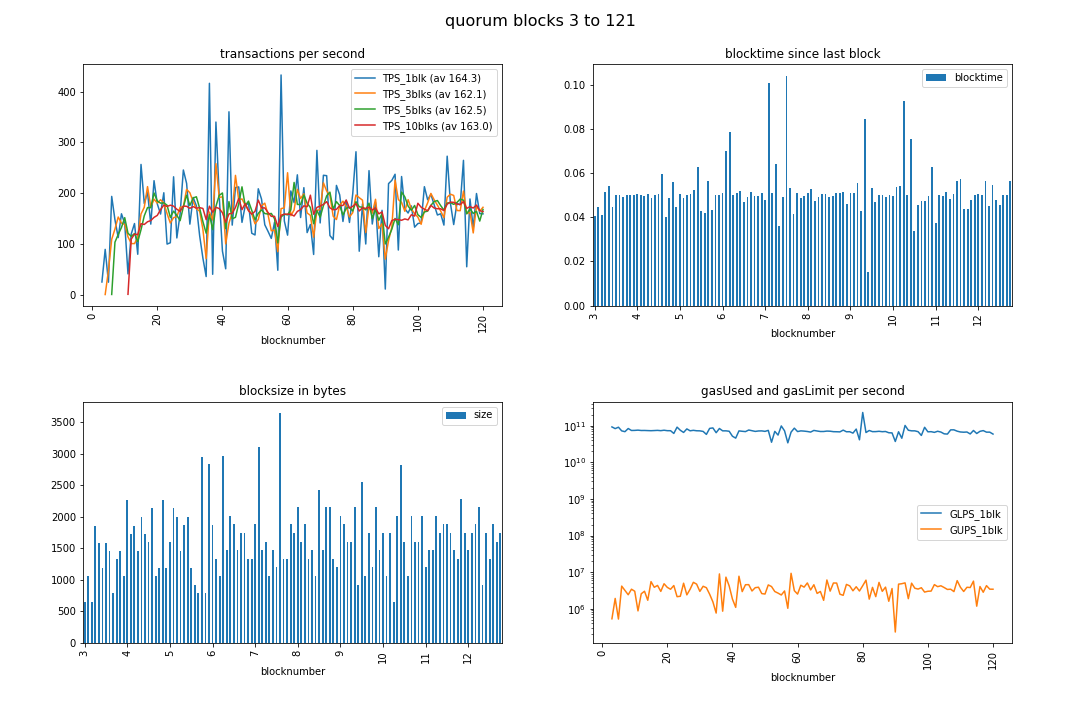 quorum blocks 3 to 121
transactions per second
400
300
200
100
0
TPS_1blk (av 164.3)
TPS_3blks (av 162.1)
TPS_5blks (av 162.5)
TPS_10blks (av 163.0)
0 20 40 60 80 100 120
blocknumber
blocktime since last block
0.10
0.08
0.06
0.04
0.02
0.00
blocktime
3 4 5 6 7 8 9 10 11 12
blocknumber
blocksize in bytes
3500
3000
2500
2000
1500
1000
500
0
size
3 4 5 6 7 8 9 10 11 12
blocknumber
gasUsed and gasLimit per second
10¹¹
10¹⁰
10⁹
10⁸
10⁷
10⁶
GLPS_1blk
GUPS_1blk
0 20 40 60 80 100 120
blocknumber